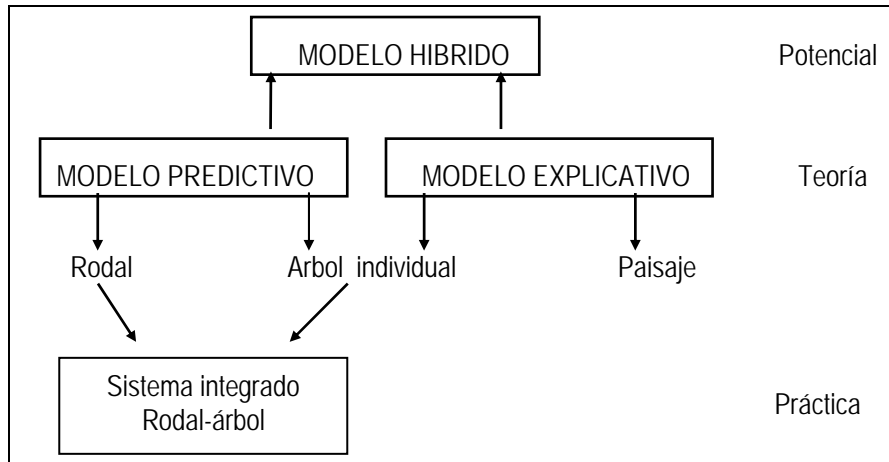 MODELO HIBRIDO
Potencial
MODELO PREDICTIVO
MODELO EXPLICATIVO
Teoría
Rodal
Arbol individual
Paisaje
Sistema integrado
Rodal-árbol
Práctica